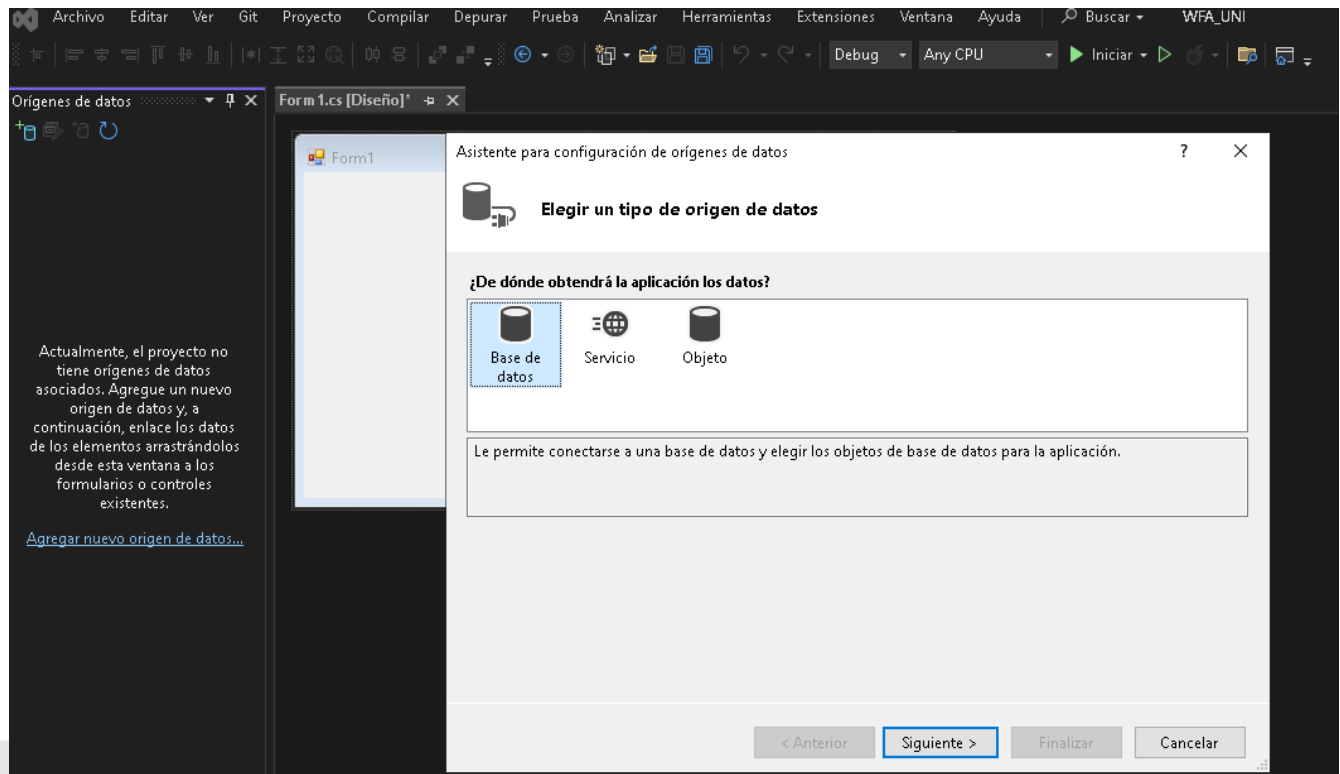 Archivo Editar Ver Git Proyecto Compilar Depurar Prueba Analizar Herramientas Extensiones Ventana Ayuda Buscar WFA_UNI
Debug Any CPU Iniciar
Orígenes de datos
Form1.cs [Diseño]*
Form1
Actualmente, el proyecto no
tiene orígenes de datos
asociados. Agregue un nuevo
origen de datos y, a
continuación, enlace los datos
de los elementos arrastrándolos
desde esta ventana a los
formularios o controles
existentes.
Agregar nuevo origen de datos...
Asistente para configuración de orígenes de datos ?
Elegir un tipo de origen de datos
¿De dónde obtendrá la aplicación los datos?
Base de
datos
Servicio
Objeto
Le permite conectarse a una base de datos y elegir los objetos de base de datos para la aplicación.
< Anterior Siguiente > Finalizar Cancelar